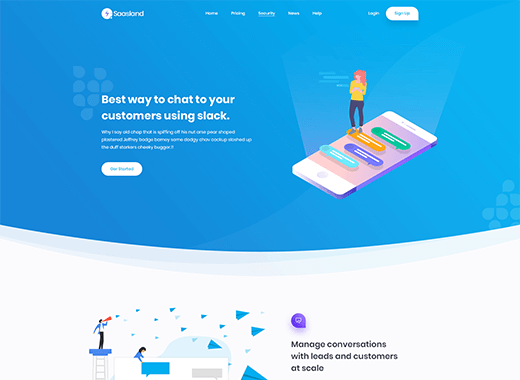 Saasland
Home
Pricing
Security
News
Help
Login
Sign Up
Best way to chat to your
customers using slack.
Why I say old chap that is spiffing off his nut arse pear shaped
plastered Jeffrey bodge barney some dodgy chav cockup slashed up
the duff starkers cheeky bugger.!!
Get Started
Manage conversations
with leads and customers
at scale